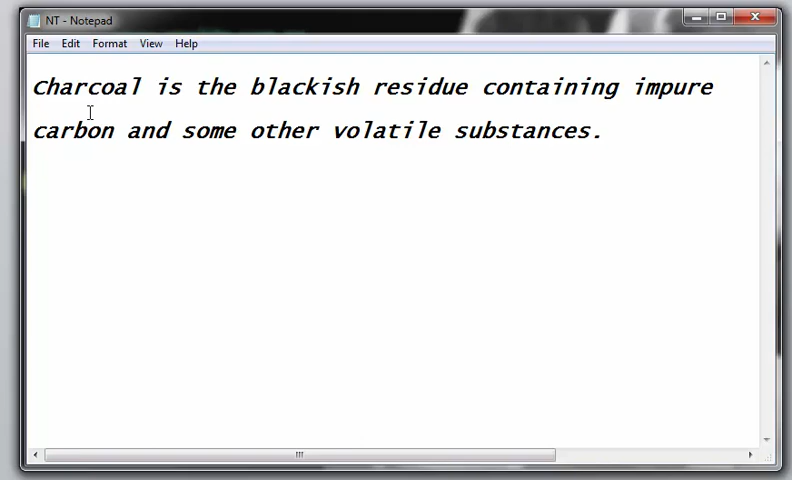 NT - Notepad
File Edit Format View Help
Charcoal is the blackish residue containing impure
carbon and some other volatile substances.